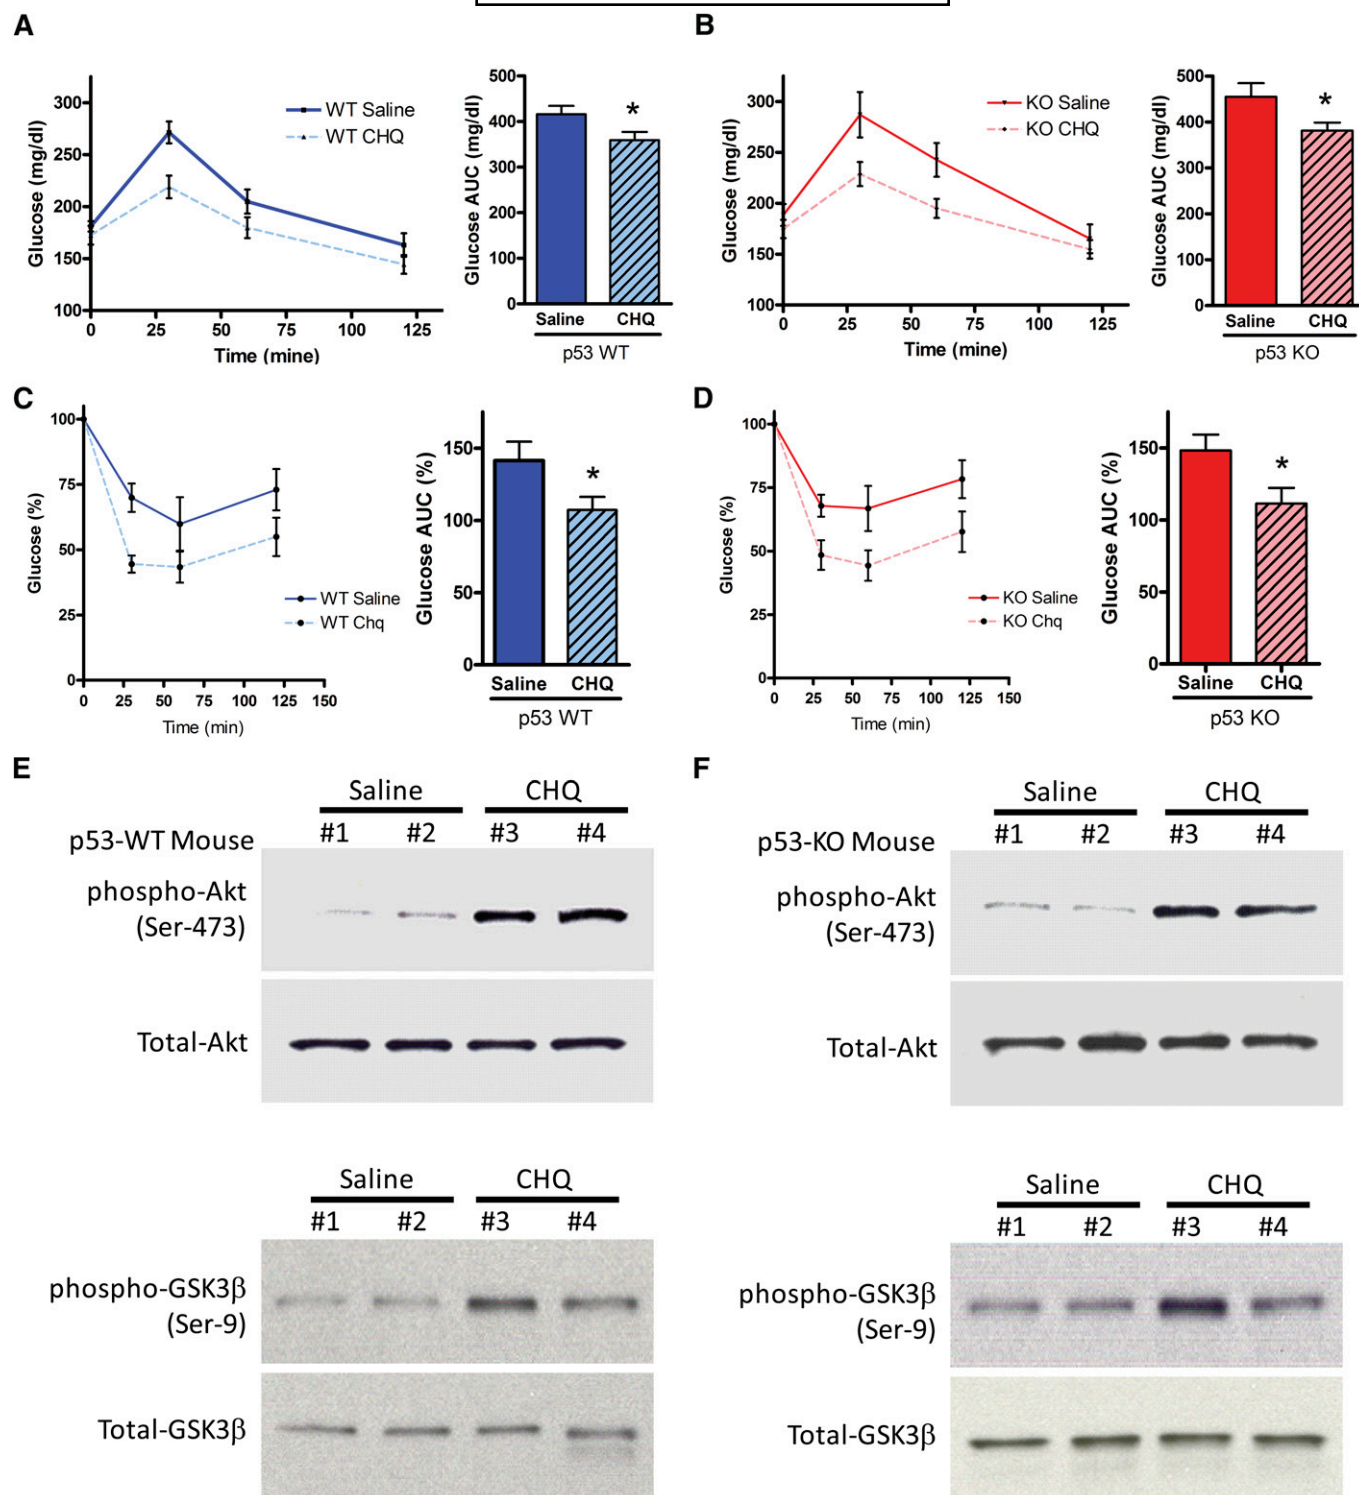 A
300
250
200
150
100
Glucose (mg/dl)
0 25 50 75 100 125
Time (mine)
WT Saline
WT CHQ
500
400
300
200
100
0
Glucose AUC (mg/dl)
*
Saline CHQ
p53 WT
B
300
250
200
150
100
Glucose (mg/dl)
0 25 50 75 100 125
Time (mine)
KO Saline
KO CHQ
500
400
300
200
100
0
Glucose AUC (mg/dl)
*
Saline CHQ
p53 KO
C
100
75
50
25
0
Glucose (%)
0 25 50 75 100 125 150
Time (min)
WT Saline
WT Chq
150
100
50
0
Glucose AUC (%)
*
Saline CHQ
p53 WT
D
100
75
50
25
0
Glucose (%)
0 25 50 75 100 125 150
Time (min)
KO Saline
KO Chq
150
100
50
0
Glucose AUC (%)
*
Saline CHQ
p53 KO
E
Saline CHQ
p53-WT Mouse #1 #2 #3 #4
phospho-Akt
(Ser-473)
Total-Akt
Saline CHQ
#1 #2 #3 #4
phospho-GSK3β
(Ser-9)
Total-GSK3β
F
Saline CHQ
p53-KO Mouse #1 #2 #3 #4
phospho-Akt
(Ser-473)
Total-Akt
Saline CHQ
#1 #2 #3 #4
phospho-GSK3β
(Ser-9)
Total-GSK3β